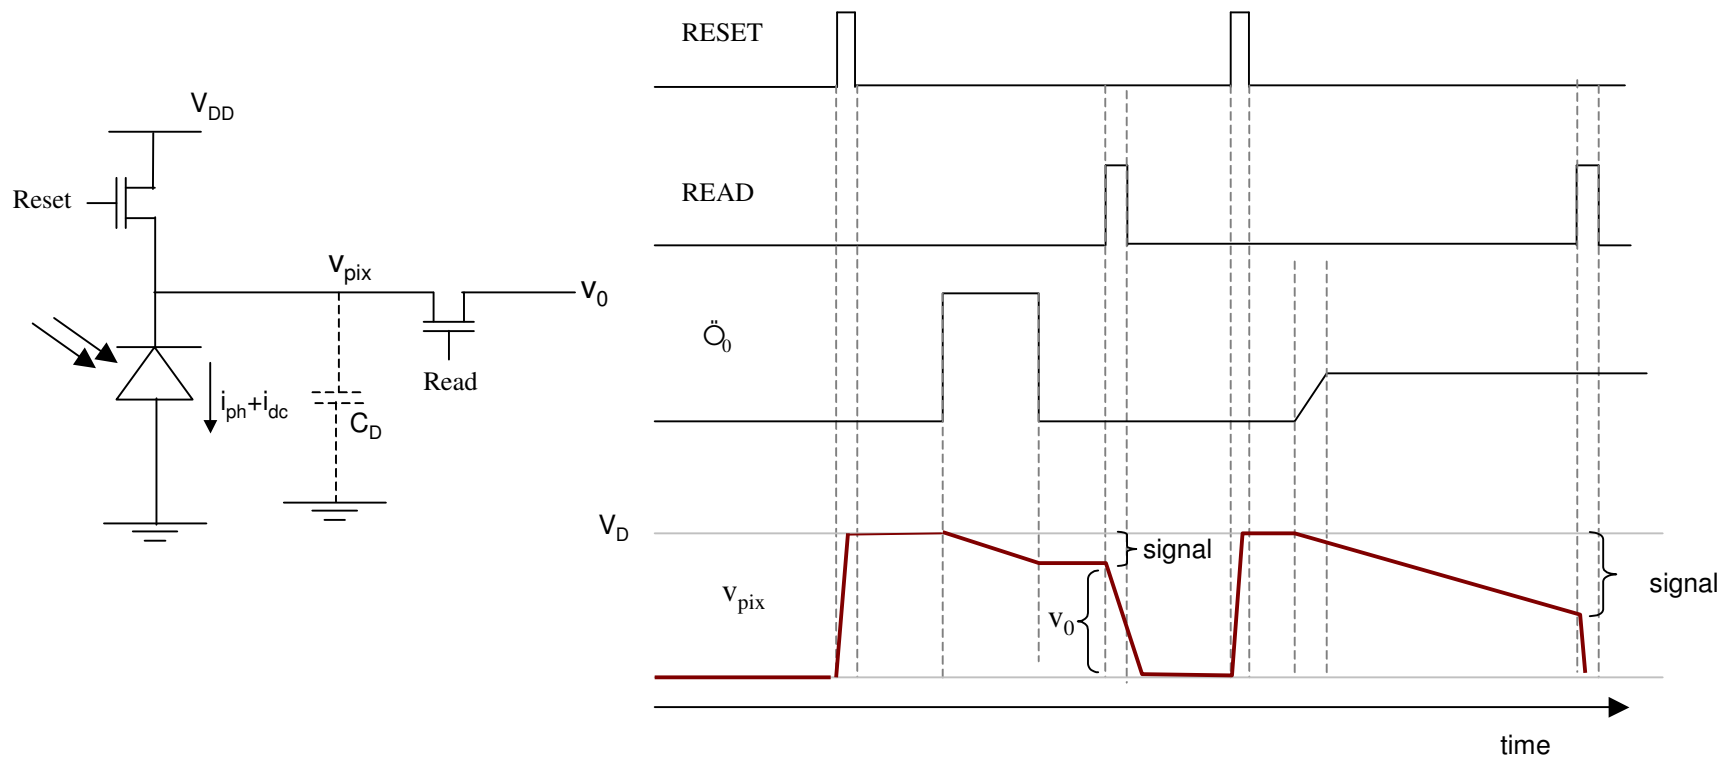 V_DD
Reset
v_pix
v_0
Read
i_ph+i_dc
C_D
RESET
READ
Ö_0
V_D
signal
v_pix
v_0
signal
time